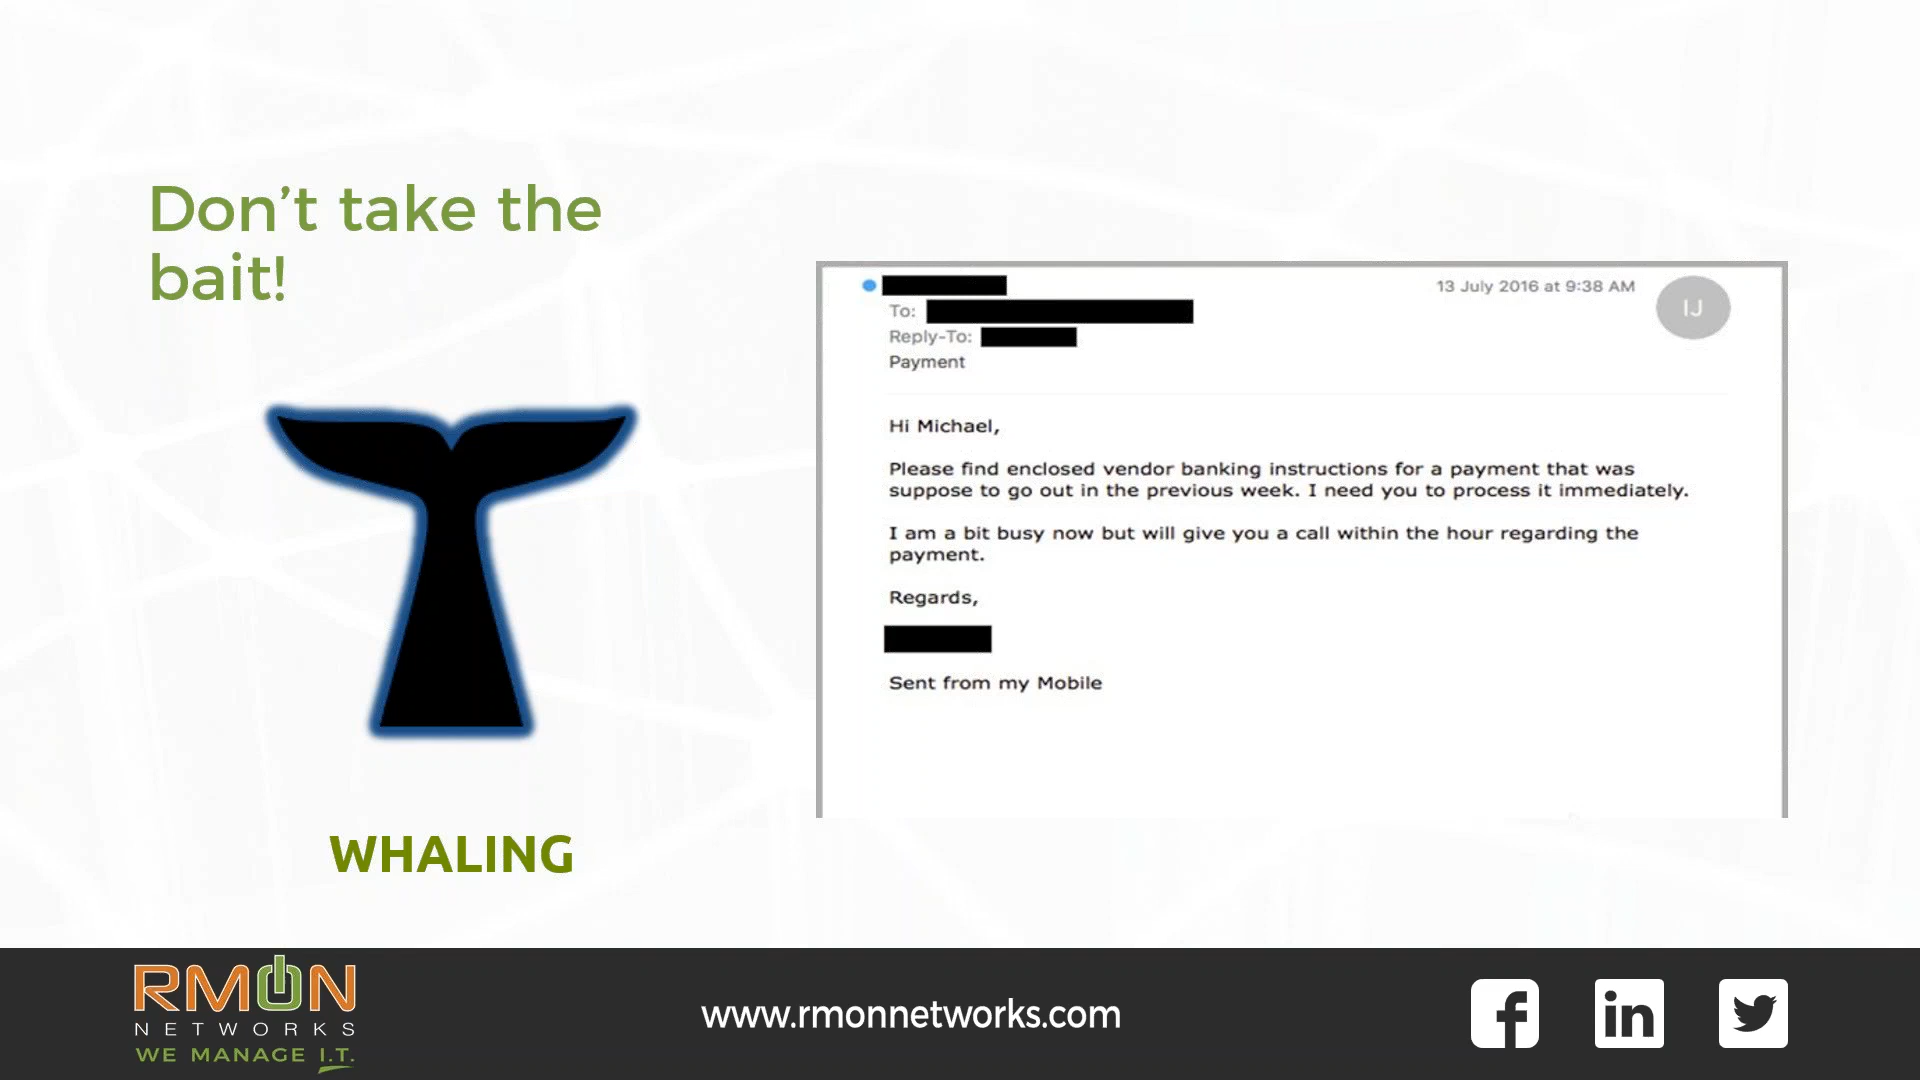 Don't take the
bait!
13 July 2016 at 9:38 AM
IJ
To:
Reply-To:
Payment
Hi Michael,
Please find enclosed vendor banking instructions for a payment that was
suppose to go out in the previous week. I need you to process it immediately.
I am a bit busy now but will give you a call within the hour regarding the
payment.
Regards,
Sent from my Mobile
WHALING
RMON
NETWORKS
WE MANAGE I.T.
www.rmonnetworks.com
f
in